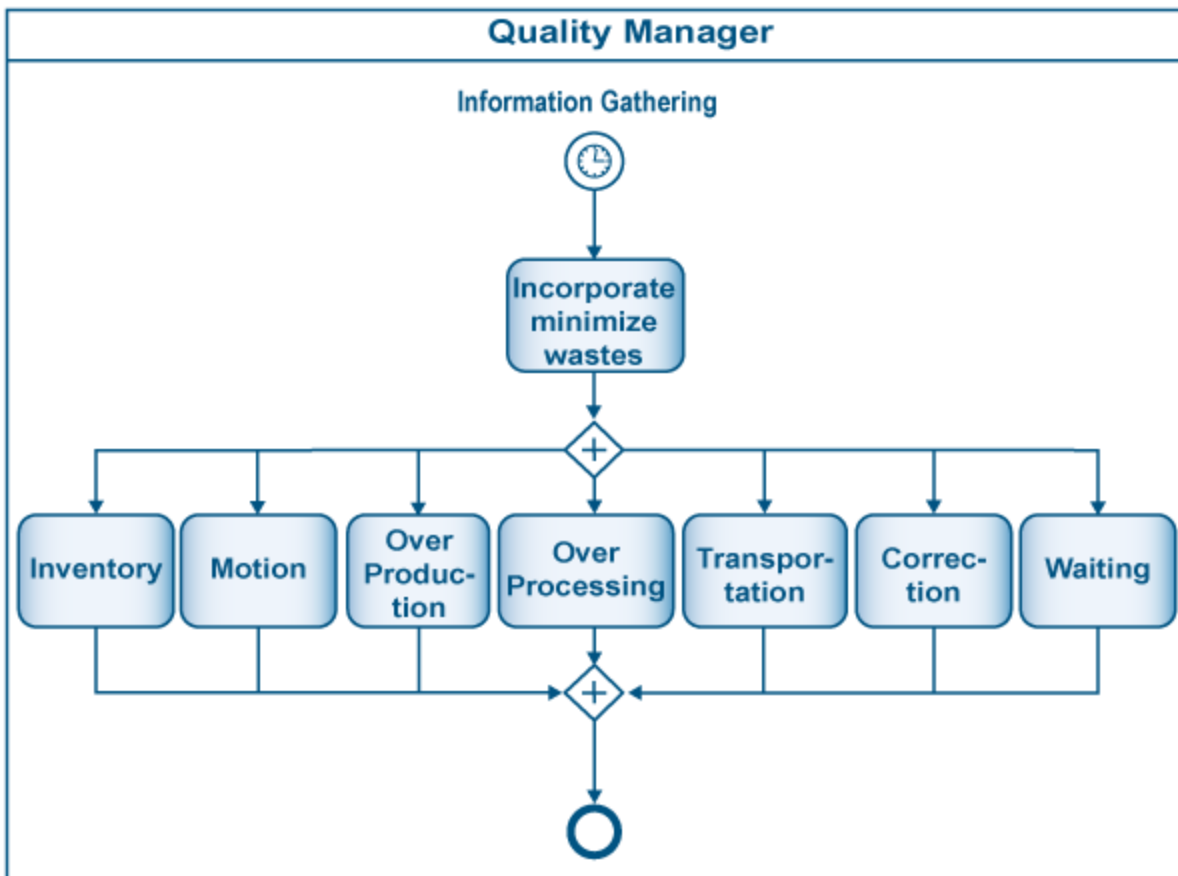 Quality Manager
Information Gathering
Incorporate
minimize
wastes
Inventory
Motion
Over
Produc-
tion
Over
Processing
Transpor-
tation
Correc-
tion
Waiting